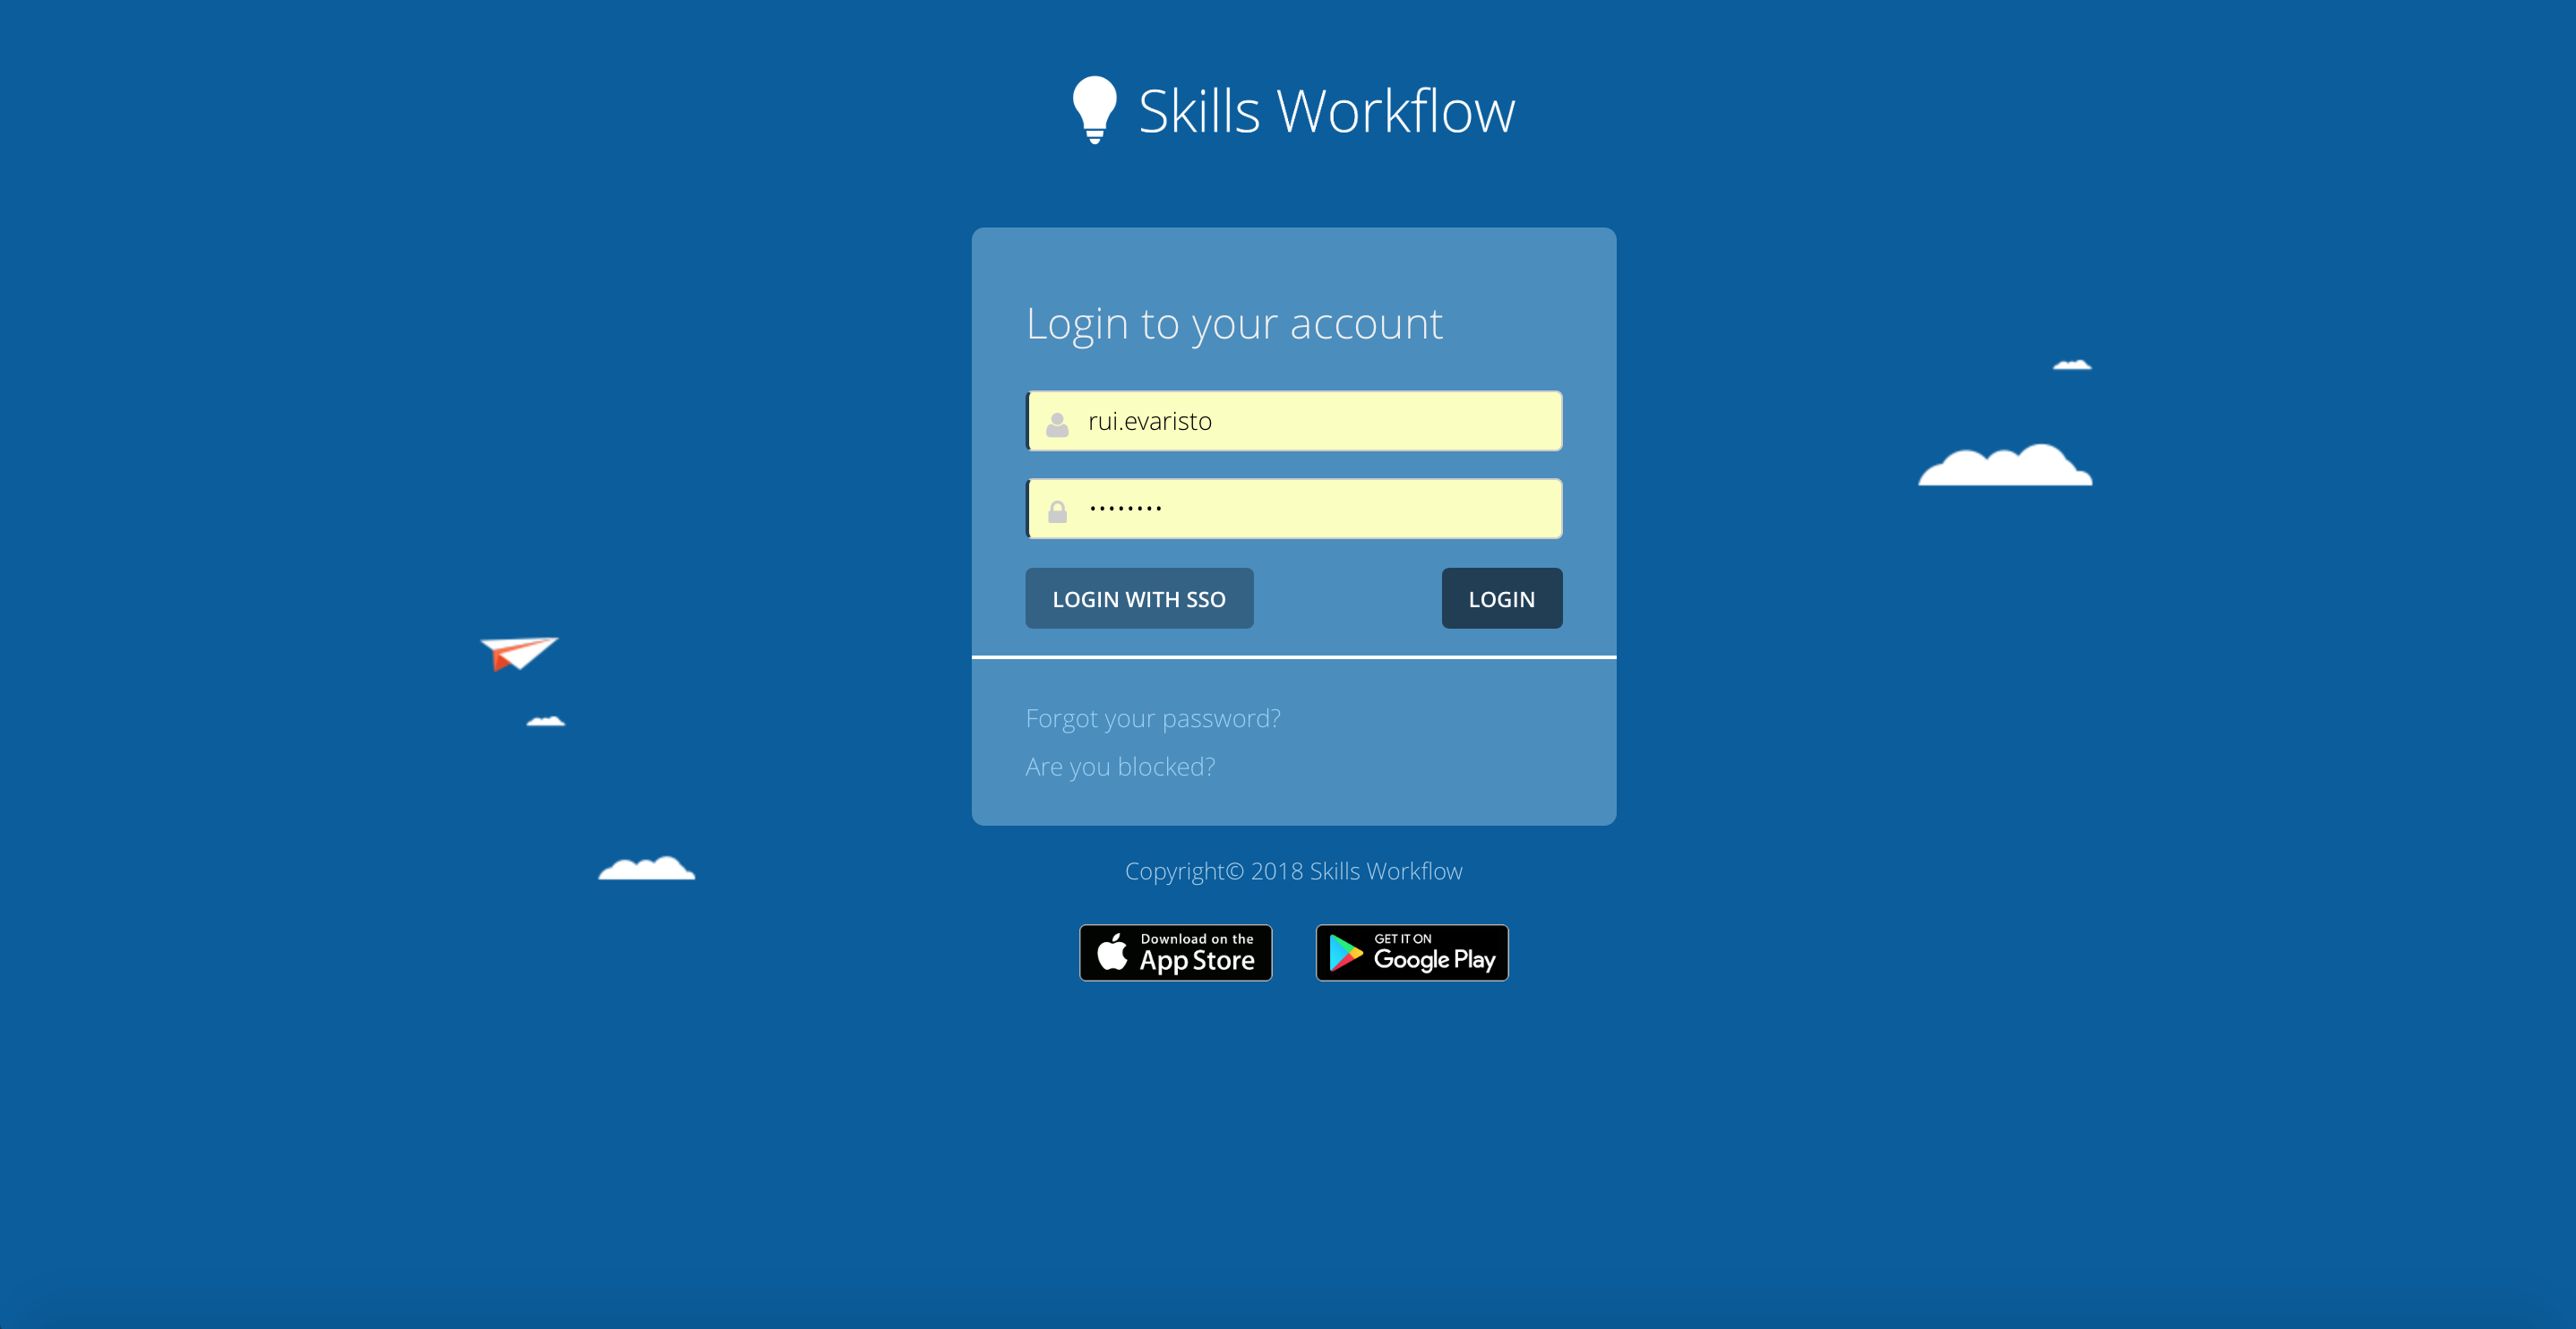 Skills Workflow
Login to your account
rui.evaristo
••••••••
LOGIN WITH SSO
LOGIN
Forgot your password?
Are you blocked?
Copyright© 2018 Skills Workflow
Download on the
App Store
GET IT ON
Google Play